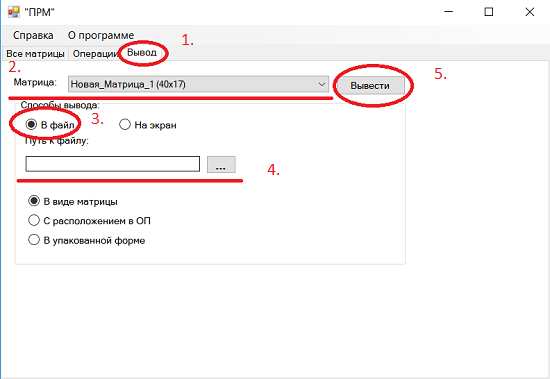 "ПРМ"
Справка О программе
1.
Все матрицы Операции Вывод
2.
5.
Матрица: Новая_Матрица_1 (40x17) Вывести
Способы вывода:
3.
В файл На экран
Путь к файлу:
... 4.
В виде матрицы
С расположением в ОП
В упакованной форме